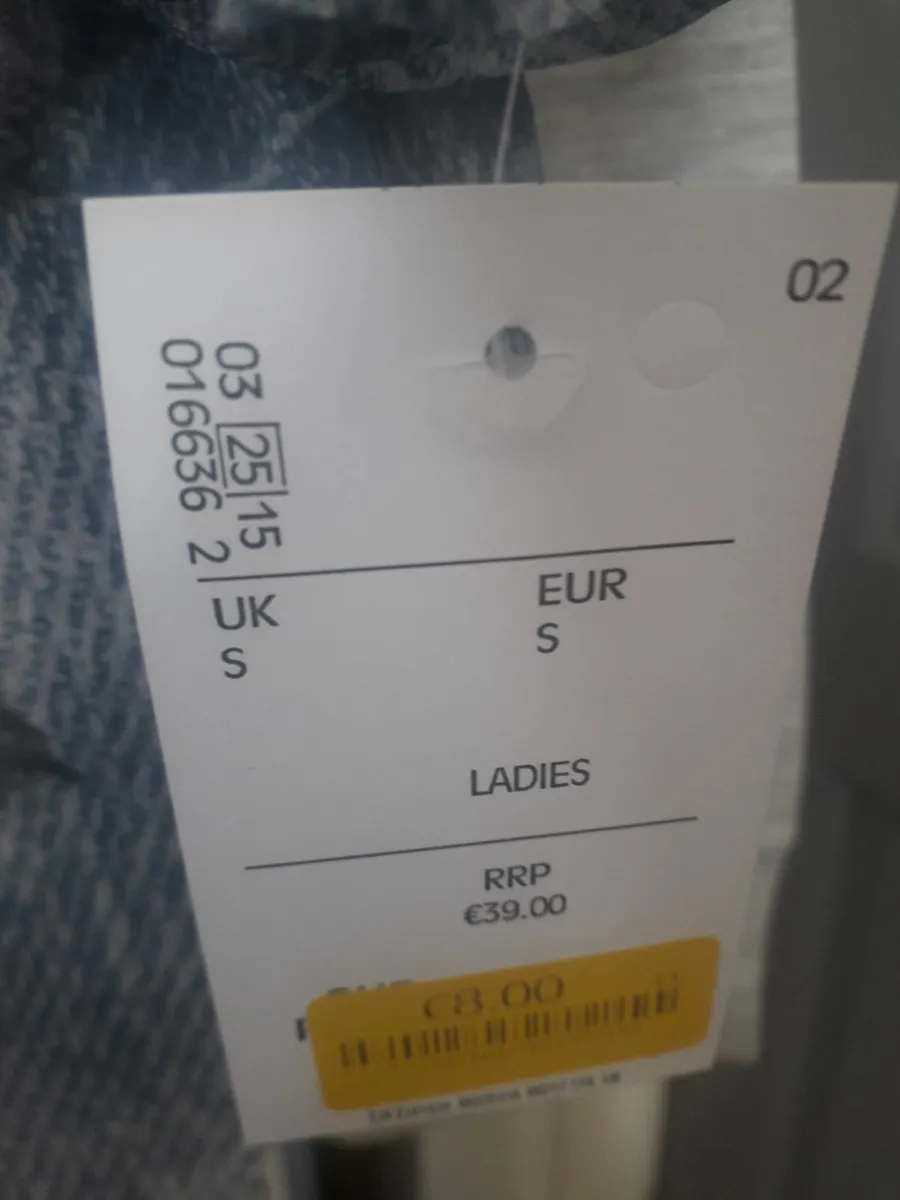 02
03 25 15
016636 2
UK
S
EUR
S
LADIES
RRP
€39.00
€8.00